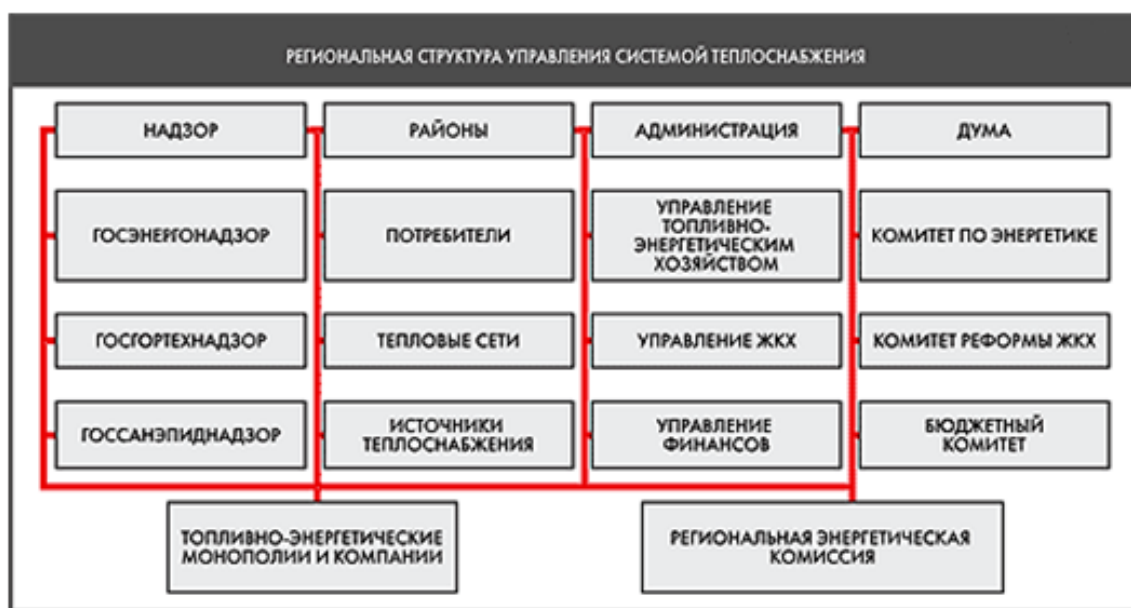 РЕГИОНАЛЬНАЯ СТРУКТУРА УПРАВЛЕНИЯ СИСТЕМОЙ ТЕПЛОСНАБЖЕНИЯ
НАДЗОР
РАЙОНЫ
АДМИНИСТРАЦИЯ
ДУМА
ГОСЭНЕРГОНАДЗОР
ПОТРЕБИТЕЛИ
УПРАВЛЕНИЕ
ТОПЛИВНО-
ЭНЕРГЕТИЧЕСКИМ
ХОЗЯЙСТВОМ
КОМИТЕТ ПО ЭНЕРГЕТИКЕ
ГОСГОРТЕХНАДЗОР
ТЕПЛОВЫЕ СЕТИ
УПРАВЛЕНИЕ ЖКХ
КОМИТЕТ РЕФОРМЫ ЖКХ
ГОССАНЭПИДНАДЗОР
ИСТОЧНИКИ
ТЕПЛОСНАБЖЕНИЯ
УПРАВЛЕНИЕ
ФИНАНСОВ
БЮДЖЕТНЫЙ
КОМИТЕТ
ТОПЛИВНО-ЭНЕРГЕТИЧЕСКИЕ
МОНОПОЛИИ И КОМПАНИИ
РЕГИОНАЛЬНАЯ ЭНЕРГЕТИЧЕСКАЯ
КОМИССИЯ